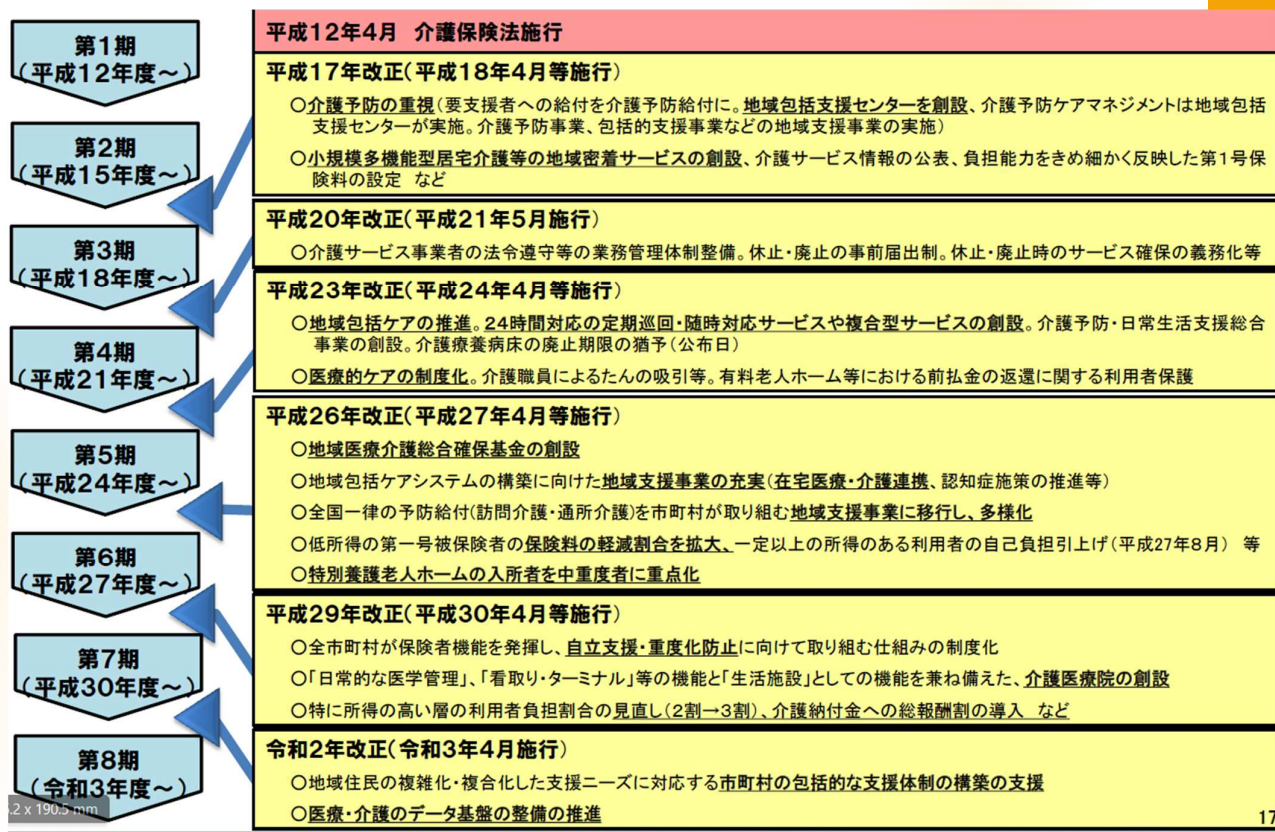 第1期
(平成12年度～)
第2期
(平成15年度～)
第3期
(平成18年度～)
第4期
(平成21年度～)
第5期
(平成24年度～)
第6期
(平成27年度～)
第7期
(平成30年度～)
第8期
(令和3年度～)
.2 x 190.5 mm
平成12年4月 介護保険法施行
平成17年改正(平成18年4月等施行)
○介護予防の重視(要支援者への給付を介護予防給付に。地域包括支援センターを創設、介護予防ケアマネジメントは地域包括
支援センターが実施。介護予防事業、包括的支援事業などの地域支援事業の実施)
○小規模多機能型居宅介護等の地域密着サービスの創設、介護サービス情報の公表、負担能力をきめ細かく反映した第1号保
険料の設定 など
平成20年改正(平成21年5月施行)
○介護サービス事業者の法令遵守等の業務管理体制整備。休止・廃止の事前届出制。休止・廃止時のサービス確保の義務化等
平成23年改正(平成24年4月等施行)
○地域包括ケアの推進。24時間対応の定期巡回・随時対応サービスや複合型サービスの創設。介護予防・日常生活支援総合
事業の創設。介護療養病床の廃止期限の猶予(公布日)
○医療的ケアの制度化。介護職員によるたんの吸引等。有料老人ホーム等における前払金の返還に関する利用者保護
平成26年改正(平成27年4月等施行)
○地域医療介護総合確保基金の創設
○地域包括ケアシステムの構築に向けた地域支援事業の充実(在宅医療・介護連携、認知症施策の推進等)
○全国一律の予防給付(訪問介護・通所介護)を市町村が取り組む地域支援事業に移行し、多様化
○低所得の第一号被保険者の保険料の軽減割合を拡大、一定以上の所得のある利用者の自己負担引上げ(平成27年8月) 等
○特別養護老人ホームの入所者を中重度者に重点化
平成29年改正(平成30年4月等施行)
○全市町村が保険者機能を発揮し、自立支援・重度化防止に向けて取り組む仕組みの制度化
○「日常的な医学管理」、「看取り・ターミナル」等の機能と「生活施設」としての機能を兼ね備えた、介護医療院の創設
○特に所得の高い層の利用者負担割合の見直し(2割→3割)、介護納付金への総報酬割の導入 など
令和2年改正(令和3年4月施行)
○地域住民の複雑化・複合化した支援ニーズに対応する市町村の包括的な支援体制の構築の支援
○医療・介護のデータ基盤の整備の推進
17